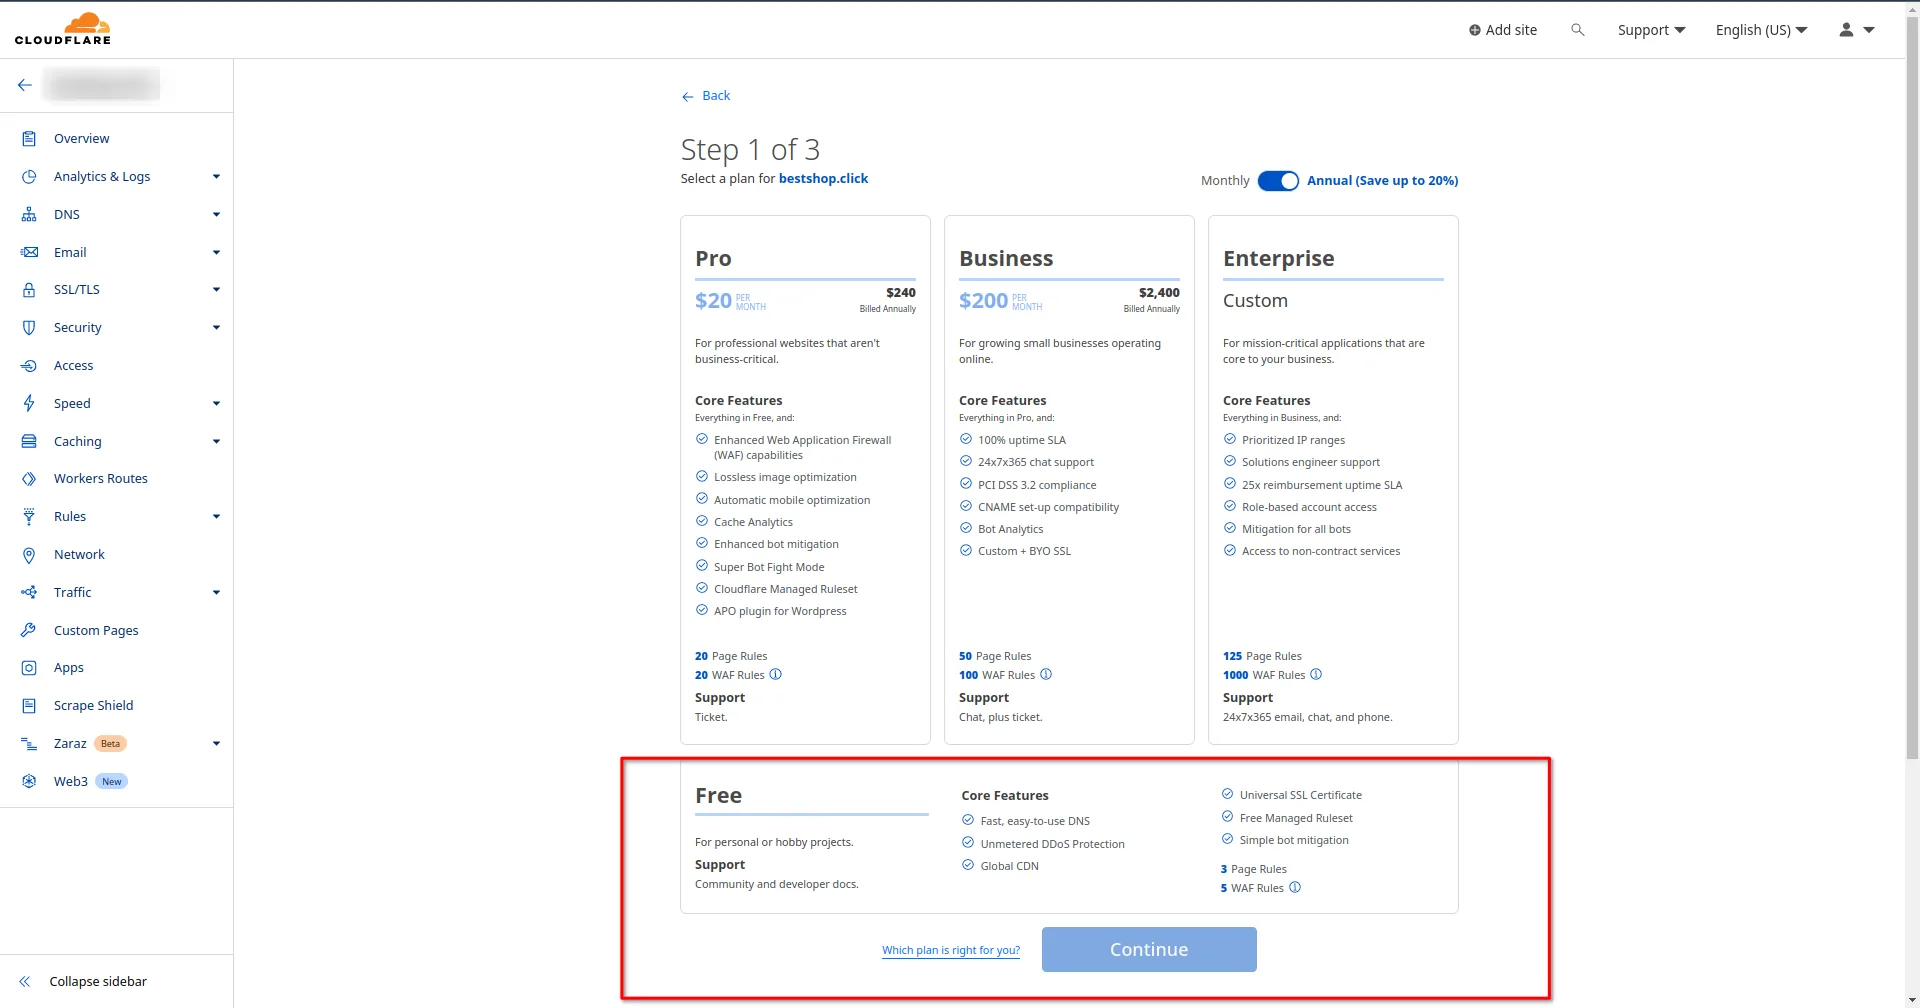 CLOUDFLARE
Add site
Support
English (US)
Overview
Analytics & Logs
DNS
Email
SSL/TLS
Security
Access
Speed
Caching
Workers Routes
Rules
Network
Traffic
Custom Pages
Apps
Scrape Shield
Zaraz Beta
Web3 New
Collapse sidebar
Back
Step 1 of 3
Select a plan for bestshop.click
Monthly
Annual (Save up to 20%)
Pro
$20 PER MONTH
$240
Billed Annually
For professional websites that aren't
business-critical.
Core Features
Everything in Free, and:
Enhanced Web Application Firewall
(WAF) capabilities
Lossless image optimization
Automatic mobile optimization
Cache Analytics
Enhanced bot mitigation
Super Bot Fight Mode
Cloudflare Managed Ruleset
APO plugin for Wordpress
20 Page Rules
20 WAF Rules
Support
Ticket.
Business
$200 PER MONTH
$2,400
Billed Annually
For growing small businesses operating
online.
Core Features
Everything in Pro, and:
100% uptime SLA
24x7x365 chat support
PCI DSS 3.2 compliance
CNAME set-up compatibility
Bot Analytics
Custom + BYO SSL
50 Page Rules
100 WAF Rules
Support
Chat, plus ticket.
Enterprise
Custom
For mission-critical applications that are
core to your business.
Core Features
Everything in Business, and:
Prioritized IP ranges
Solutions engineer support
25x reimbursement uptime SLA
Role-based account access
Mitigation for all bots
Access to non-contract services
125 Page Rules
1000 WAF Rules
Support
24x7x365 email, chat, and phone.
Free
For personal or hobby projects.
Support
Community and developer docs.
Core Features
Fast, easy-to-use DNS
Unmetered DDoS Protection
Global CDN
Universal SSL Certificate
Free Managed Ruleset
Simple bot mitigation
3 Page Rules
5 WAF Rules
Which plan is right for you?
Continue